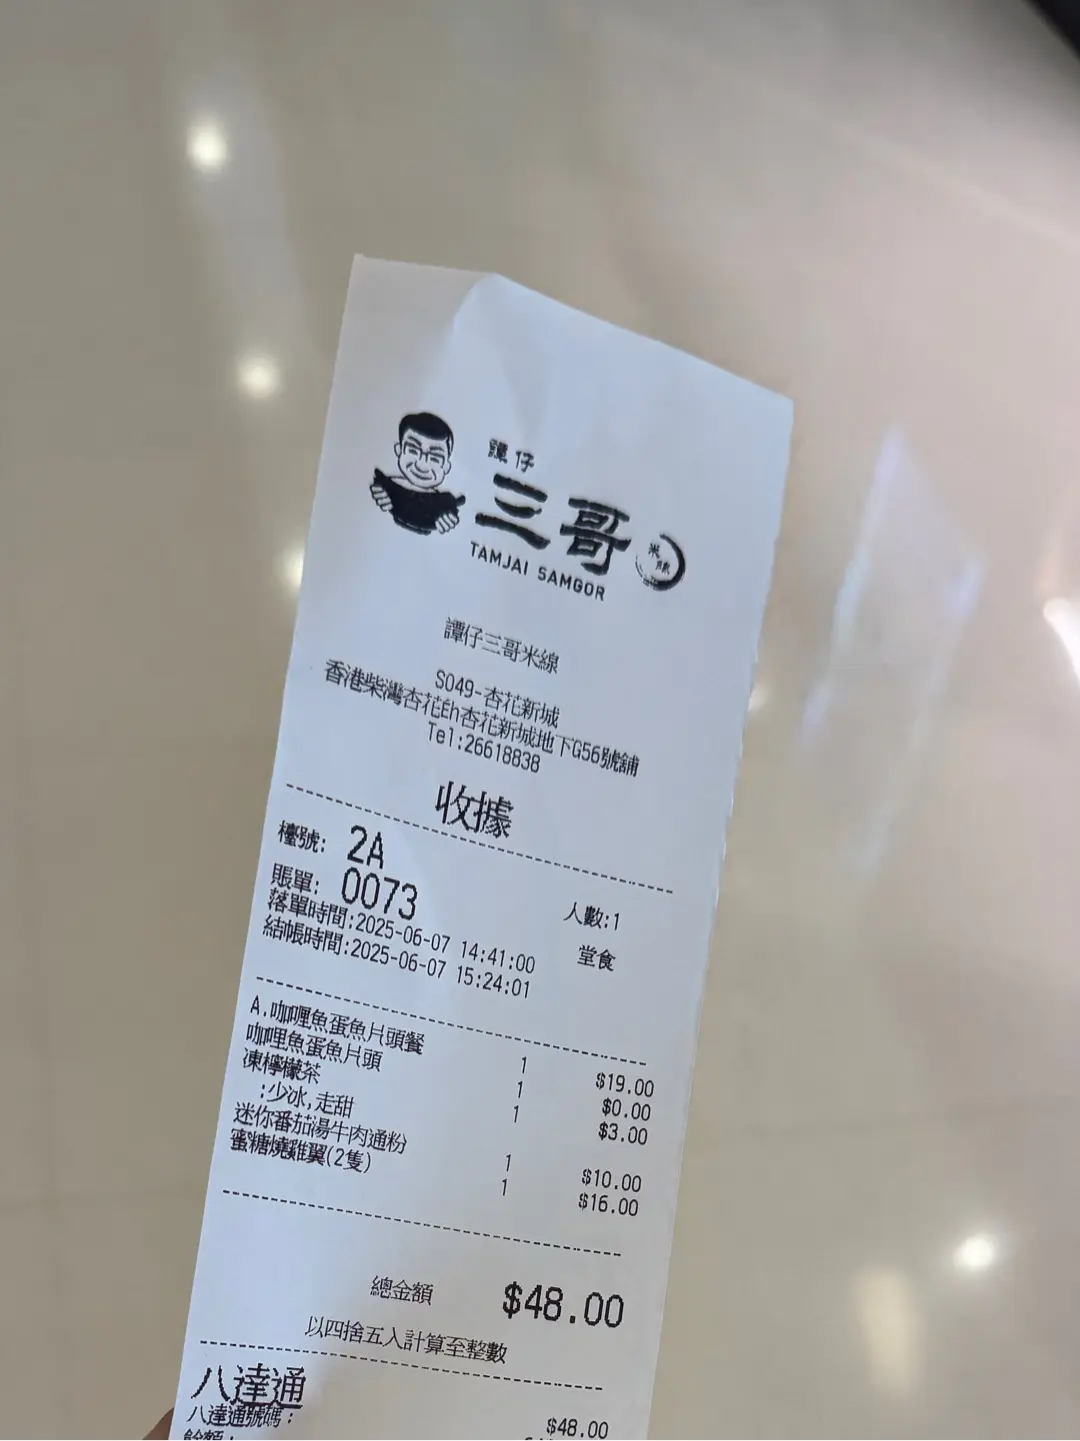 譚仔
三哥
米線
TAMJAI SAMGOR
譚仔三哥米線
S049-杏花新城
香港柴灣杏花Eh杏花新城地下G56號舖
Tel:26618838
收據
檯號: 2A
賬單: 0073 人數:1
落單時間:2025-06-07 14:41:00 堂食
結帳時間:2025-06-07 15:24:01
A.咖喱魚蛋魚片頭餐 1 $19.00
咖哩魚蛋魚片頭 1 $0.00
凍檸檬茶 1 $3.00
:少冰,走甜
迷你番茄湯牛肉通粉 1 $10.00
蜜糖燒雞翼(2隻) 1 $16.00
總金額 $48.00
以四捨五入計算至整數
八達通 $48.00
八達通號碼:
餘額: